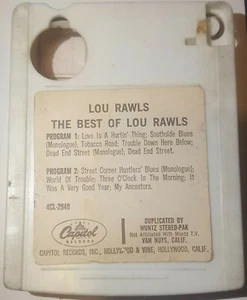 LOU RAWLS
THE BEST OF LOU RAWLS
PROGRAM 1: Love Is A Hurtin' Thing; Southside Blues
(Monologue); Tobacco Road; Trouble Down Here Below;
Dead End Street (Monologue); Dead End Street.
PROGRAM 2: Street Corner Hustlers' Blues (Monologue);
World Of Trouble; Three O'Clock In The Morning; It
Was A Very Good Year; My Ancestors.
4CL-2948
Capitol
RECORDS
DUPLICATED BY
MUNTZ STEREO-PAK
Not Affiliated With Muntz T.V.
VAN NUYS, CALIF.
CAPITOL RECORDS, INC., HOLLYWOOD & VINE, HOLLYWOOD, CALIF.